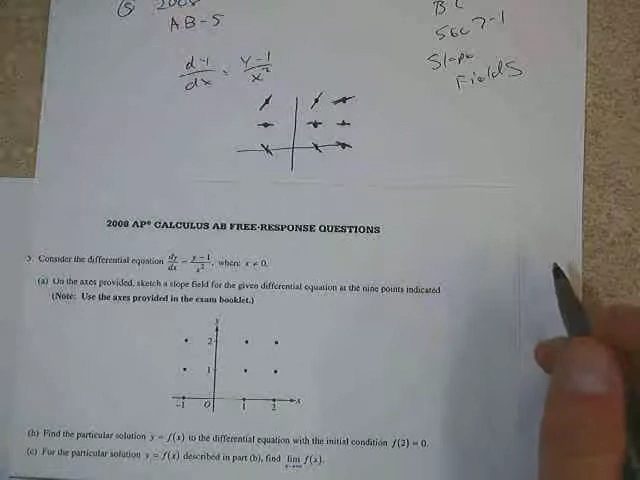 ⑤ 2008
AB-5
BC
Sec 7-1
Slope
Fields
dy/dx = y-1/x²
2008 AP® CALCULUS AB FREE-RESPONSE QUESTIONS
5. Consider the differential equation dy/dx = y-1/x², where x ≠ 0.
(a) On the axes provided, sketch a slope field for the given differential equation at the nine points indicated
(Note: Use the axes provided in the exam booklet.)
y
2
1
-1 O 1 2 x
(b) Find the particular solution y = f(x) to the differential equation with the initial condition f(2) = 0.
(c) For the particular solution y = f(x) described in part (b), find lim x→∞ f(x).